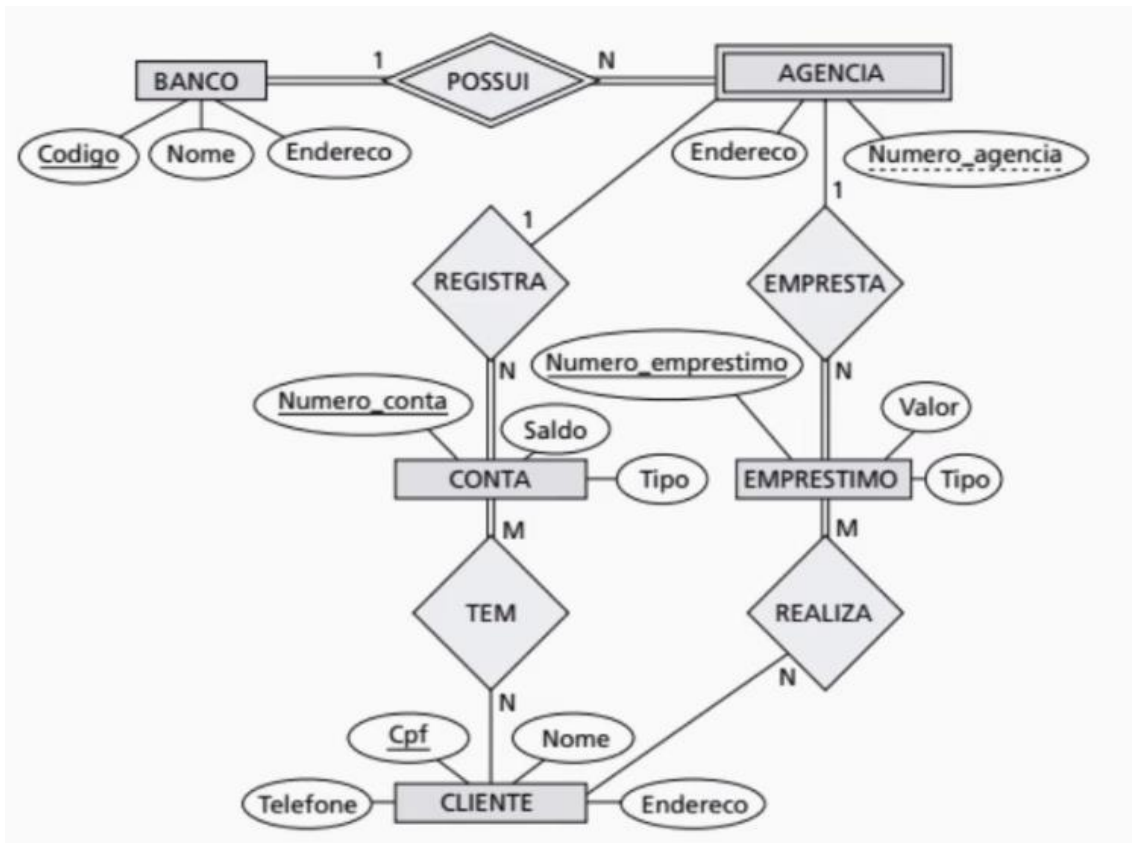 1
N
BANCO
POSSUI
AGENCIA
Codigo
Nome
Endereco
Endereco
Numero_agencia
1
1
REGISTRA
EMPRESTA
N
N
Numero_emprestimo
Numero_conta
Valor
Saldo
CONTA
Tipo
EMPRESTIMO
Tipo
M
M
TEM
REALIZA
N
N
Cpf
Nome
Telefone
CLIENTE
Endereco